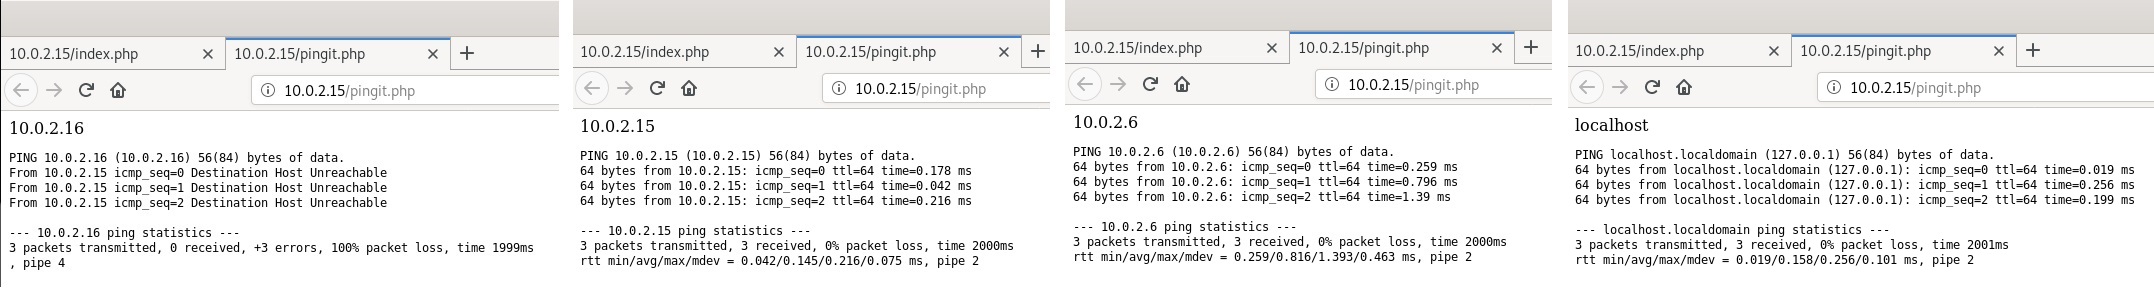 10.0.2.15/index.php
10.0.2.15/pingit.php
10.0.2.15/pingit.php
10.0.2.16
PING 10.0.2.16 (10.0.2.16) 56(84) bytes of data.
From 10.0.2.15 icmp_seq=0 Destination Host Unreachable
From 10.0.2.15 icmp_seq=1 Destination Host Unreachable
From 10.0.2.15 icmp_seq=2 Destination Host Unreachable
--- 10.0.2.16 ping statistics ---
3 packets transmitted, 0 received, +3 errors, 100% packet loss, time 1999ms
, pipe 4
10.0.2.15/index.php
10.0.2.15/pingit.php
10.0.2.15/pingit.php
10.0.2.15
PING 10.0.2.15 (10.0.2.15) 56(84) bytes of data.
64 bytes from 10.0.2.15: icmp_seq=0 ttl=64 time=0.178 ms
64 bytes from 10.0.2.15: icmp_seq=1 ttl=64 time=0.042 ms
64 bytes from 10.0.2.15: icmp_seq=2 ttl=64 time=0.216 ms
--- 10.0.2.15 ping statistics ---
3 packets transmitted, 3 received, 0% packet loss, time 2000ms
rtt min/avg/max/mdev = 0.042/0.145/0.216/0.075 ms, pipe 2
10.0.2.15/index.php
10.0.2.15/pingit.php
10.0.2.15/pingit.php
10.0.2.6
PING 10.0.2.6 (10.0.2.6) 56(84) bytes of data.
64 bytes from 10.0.2.6: icmp_seq=0 ttl=64 time=0.259 ms
64 bytes from 10.0.2.6: icmp_seq=1 ttl=64 time=0.796 ms
64 bytes from 10.0.2.6: icmp_seq=2 ttl=64 time=1.39 ms
--- 10.0.2.6 ping statistics ---
3 packets transmitted, 3 received, 0% packet loss, time 2000ms
rtt min/avg/max/mdev = 0.259/0.816/1.393/0.463 ms, pipe 2
10.0.2.15/index.php
10.0.2.15/pingit.php
10.0.2.15/pingit.php
localhost
PING localhost.localdomain (127.0.0.1) 56(84) bytes of data.
64 bytes from localhost.localdomain (127.0.0.1): icmp_seq=0 ttl=64 time=0.019 ms
64 bytes from localhost.localdomain (127.0.0.1): icmp_seq=1 ttl=64 time=0.256 ms
64 bytes from localhost.localdomain (127.0.0.1): icmp_seq=2 ttl=64 time=0.199 ms
--- localhost.localdomain ping statistics ---
3 packets transmitted, 3 received, 0% packet loss, time 2001ms
rtt min/avg/max/mdev = 0.019/0.158/0.256/0.101 ms, pipe 2